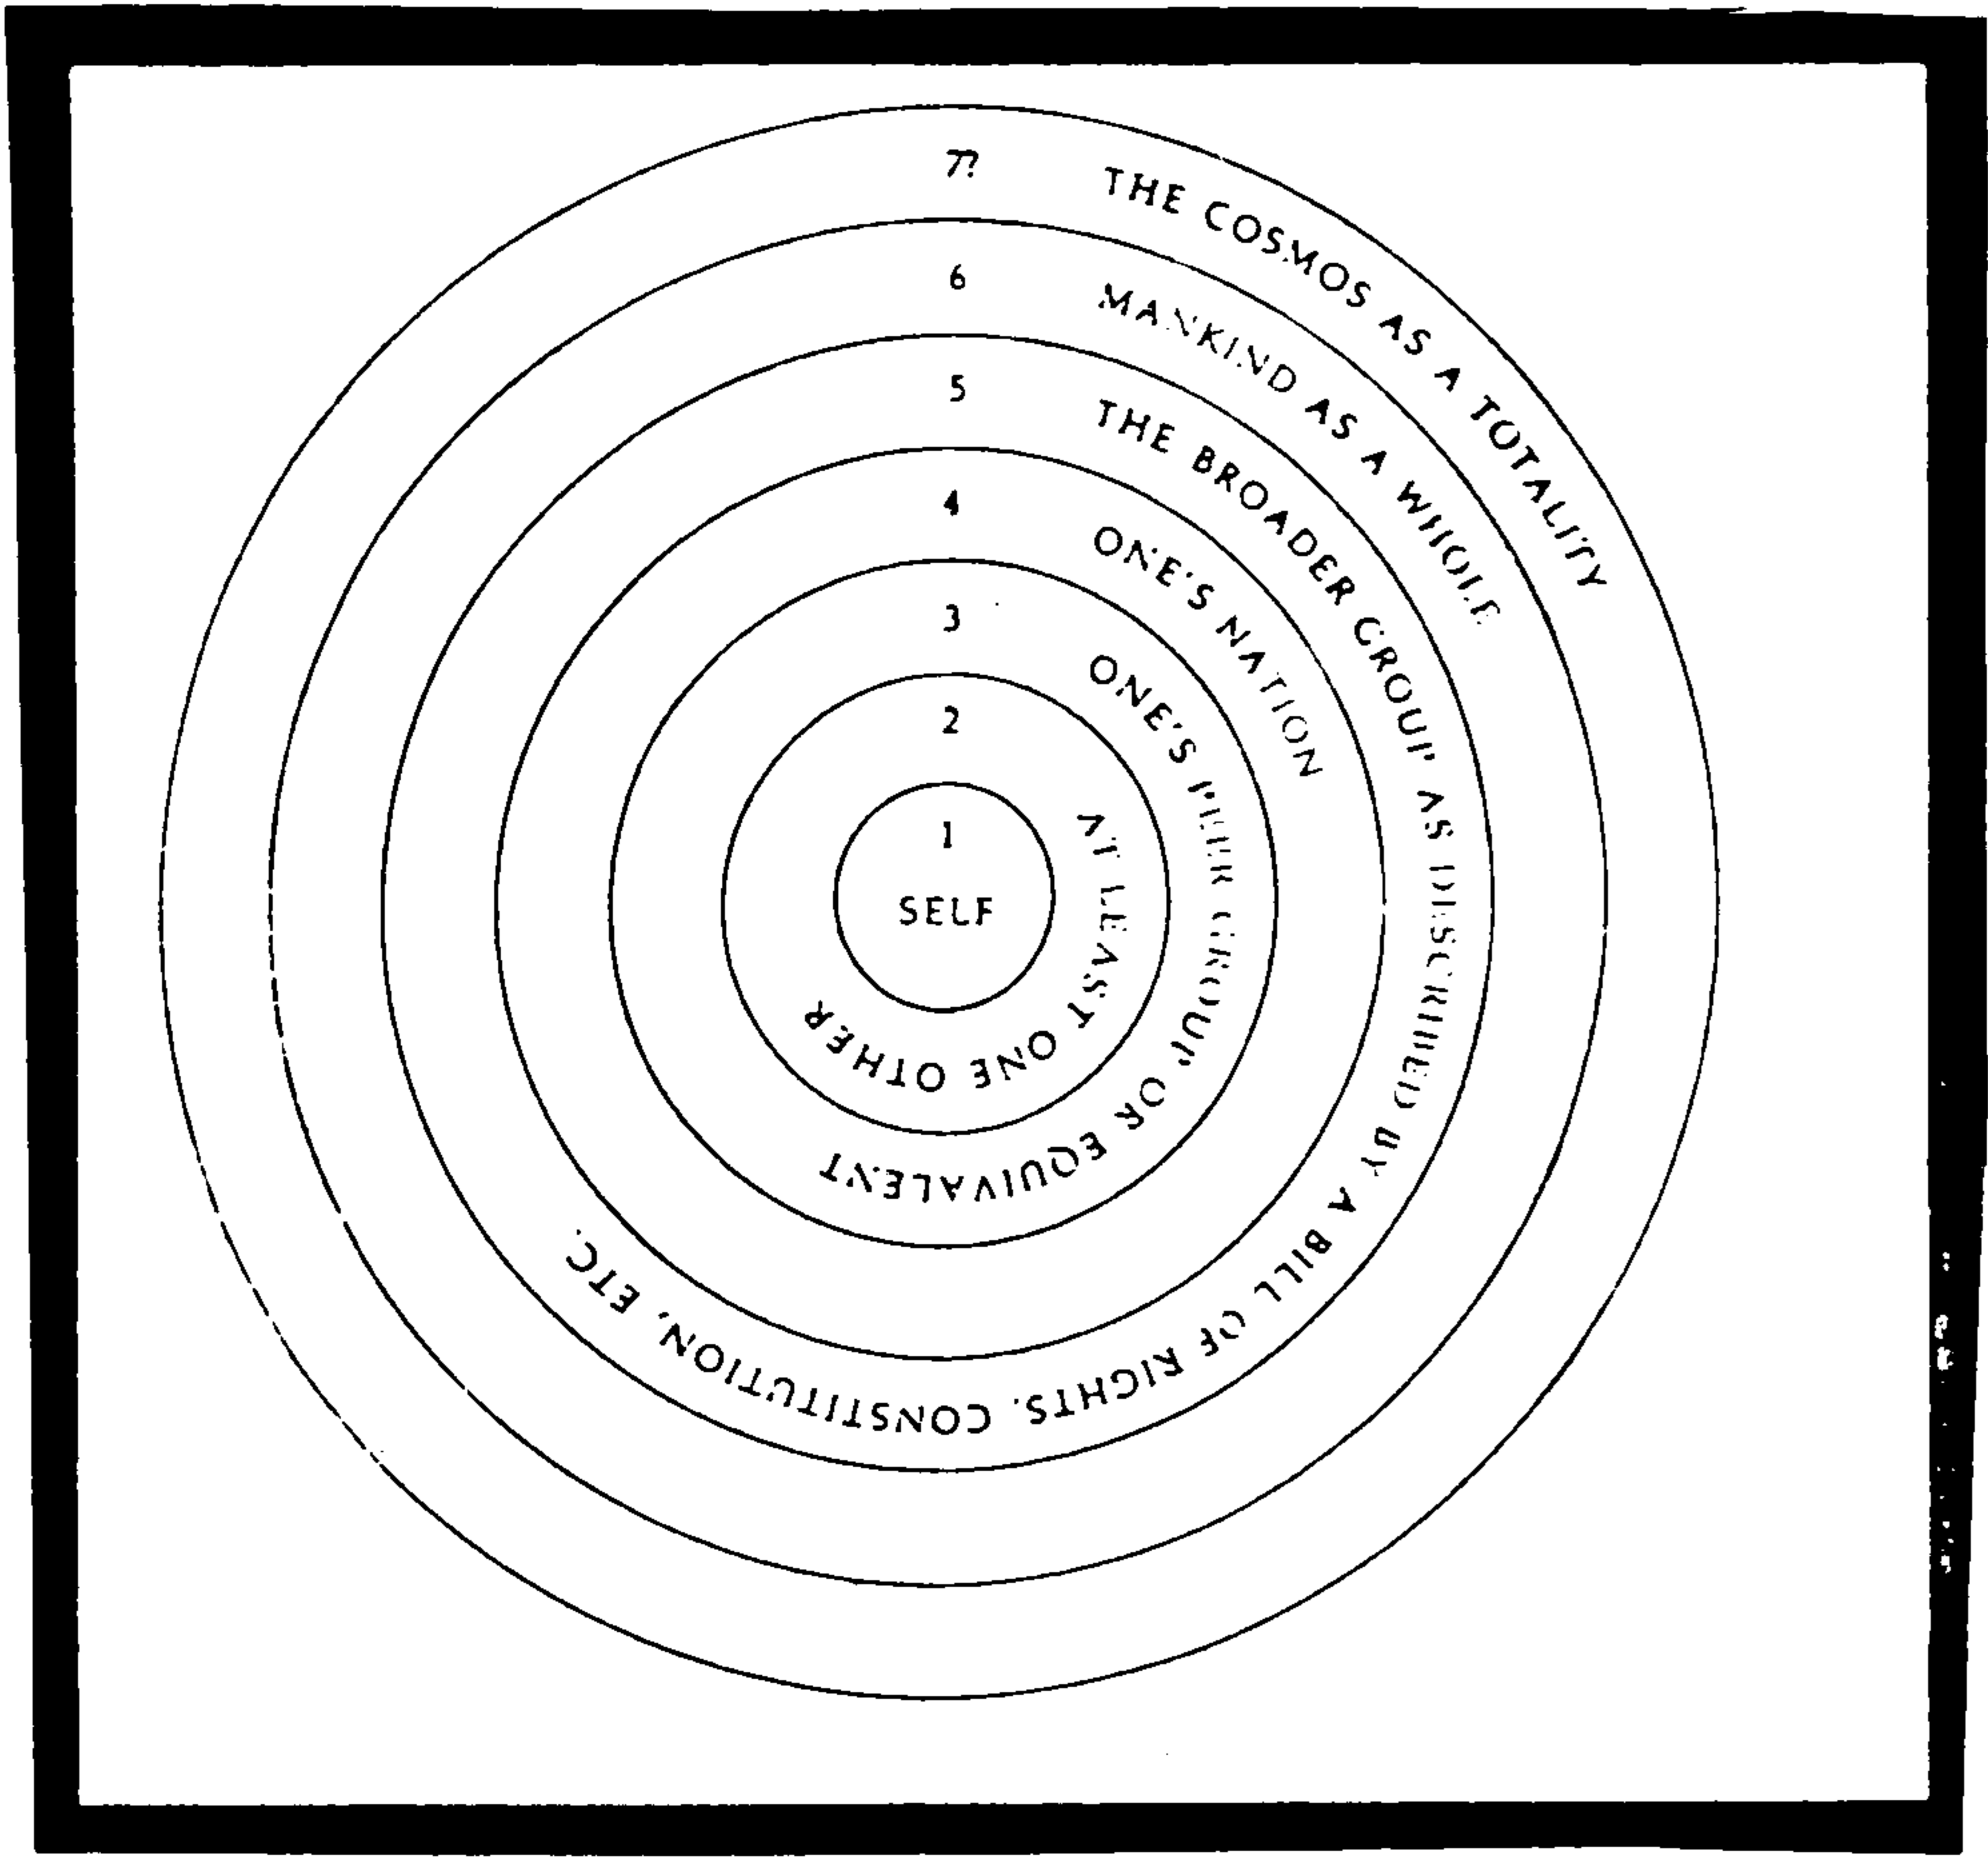 7?
THE COSMOS AS A TOTALITY
6
MANKIND AS A WHOLE
5
THE BROADER GROUP AS DESCRIBED BY A BILL OF RIGHTS, CONSTITUTION, ETC.
4
ONE'S NATION
3
ONE'S PEER GROUP OR EQUIVALENT
2
AT LEAST ONE OTHER
1
SELF